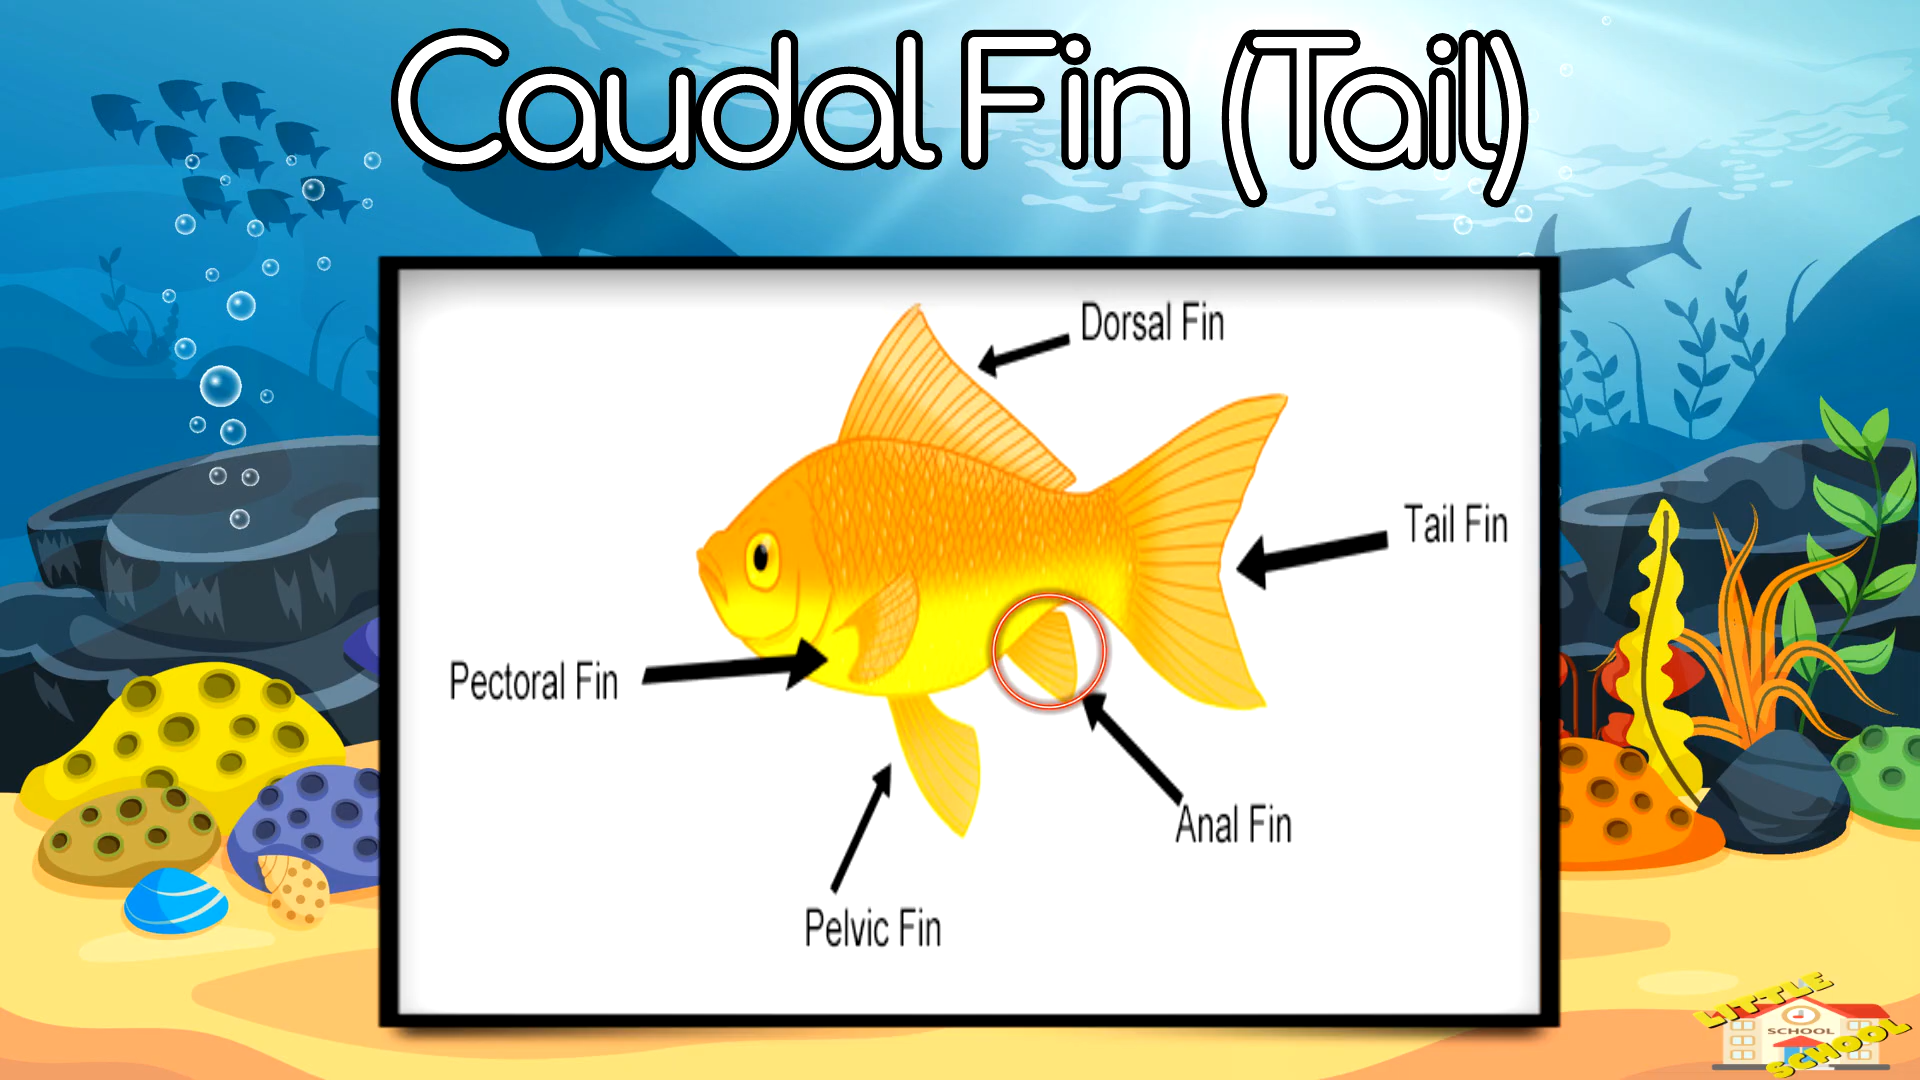 Caudal Fin (Tail)
Dorsal Fin
Tail Fin
Pectoral Fin
Anal Fin
Pelvic Fin
LITTLE
SCHOOL
SCHOOL